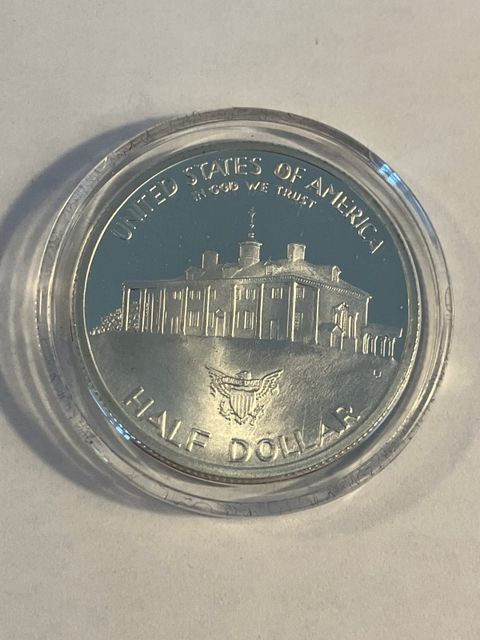 UNITED STATES OF AMERICA
IN GOD WE TRUST
HALF DOLLAR